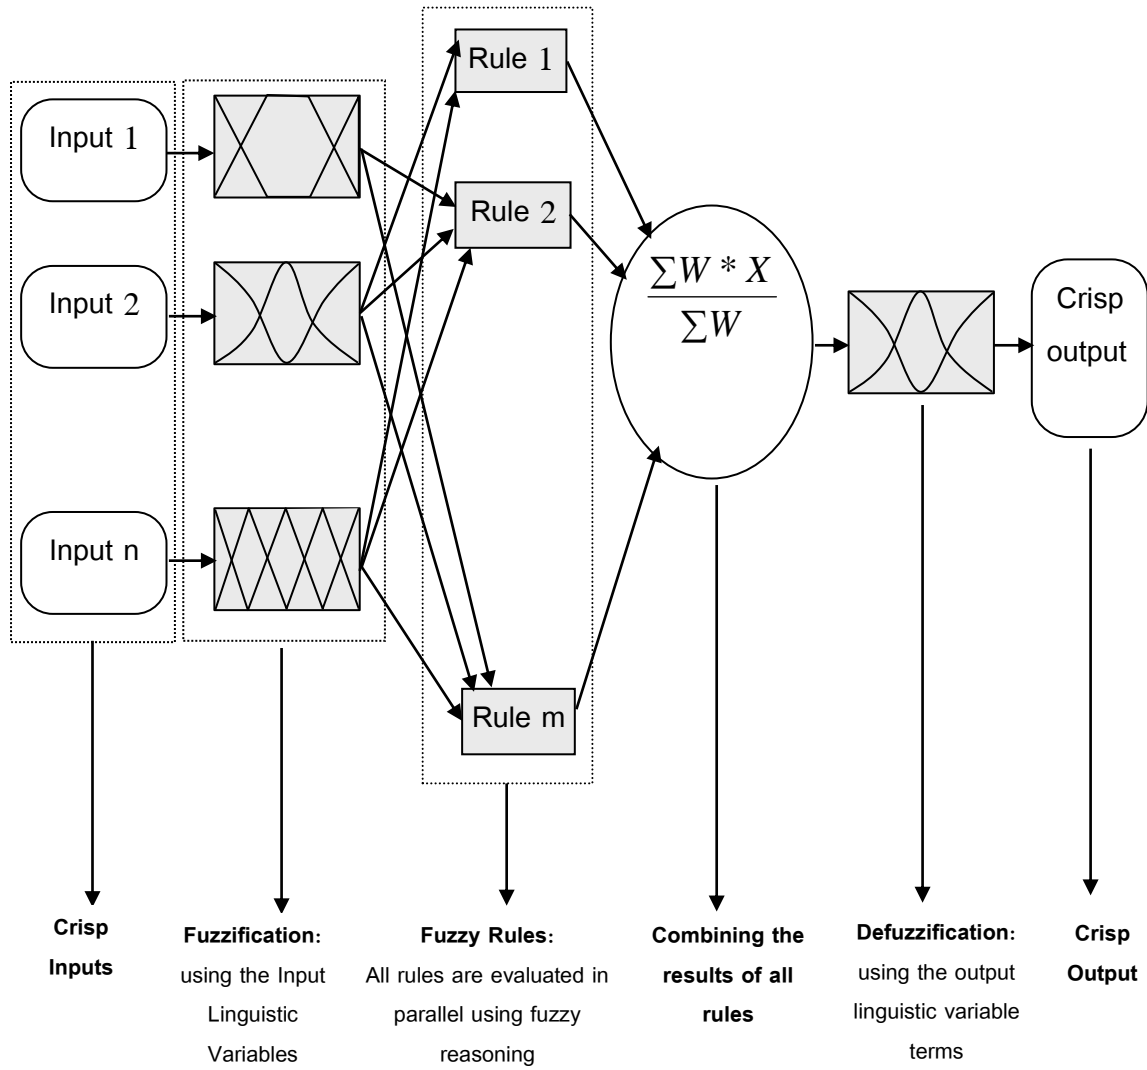 Input 1
Input 2
Input n
Rule 1
Rule 2
Rule m
∑W * X
∑W
Crisp
output
Crisp
Inputs
Fuzzification:
using the Input
Linguistic
Variables
Fuzzy Rules:
All rules are evaluated in
parallel using fuzzy
reasoning
Combining the
results of all
rules
Defuzzification:
using the output
linguistic variable
terms
Crisp
Output